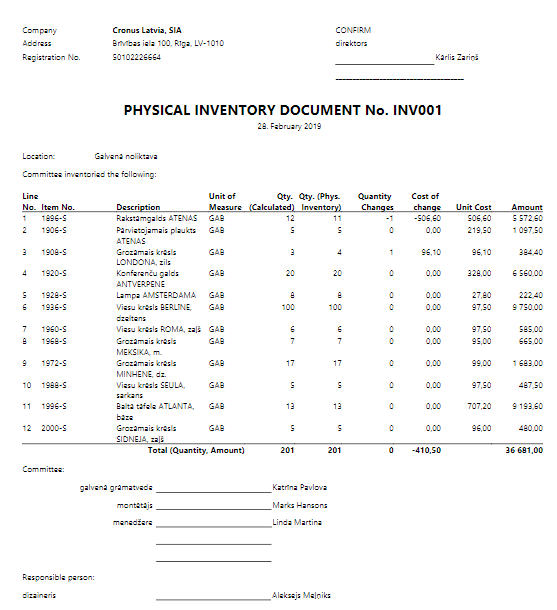 Company Cronus Latvia, SIA CONFIRM
Address Brīvības iela 100, Rīga, LV-1010 direktors
Registration No. 50102226664 Kārlis Zariņš
PHYSICAL INVENTORY DOCUMENT No. INV001
28. February 2019
Location: Galvenā noliktava
Committee inventoried the following:
Line Unit of Qty. Qty. (Phys. Quantity Cost of
No. Item No. Description Measure (Calculated) Inventory) Changes change Unit Cost Amount
1 1896-S Rakstāmgalds ATENAS GAB 12 11 -1 -506,60 506,60 5 572,60
2 1906-S Pārvietojamais plaukts GAB 5 5 0 0,00 219,50 1 097,50
ATENAS
3 1908-S Grozāmais krēsls GAB 3 4 1 96,10 96,10 384,40
LONDONA, zils
4 1920-S Konferenču galds GAB 20 20 0 0,00 328,00 6 560,00
ANTVERPENE
5 1928-S Lampa AMSTERDAMA GAB 8 8 0 0,00 27,80 222,40
6 1936-S Viesu krēsls BERLĪNE, GAB 100 100 0 0,00 97,50 9 750,00
dzeltens
7 1960-S Viesu krēsls ROMA, zaļš GAB 6 6 0 0,00 97,50 585,00
8 1968-S Grozāmais krēsls GAB 7 7 0 0,00 95,00 665,00
MEKSIKA, m.
9 1972-S Grozāmais krēsls GAB 17 17 0 0,00 99,00 1 683,00
MINHENE, dz.
10 1988-S Viesu krēsls SEULA, GAB 5 5 0 0,00 97,50 487,50
sarkans
11 1996-S Baltā tāfele ATLANTA, GAB 13 13 0 0,00 707,20 9 193,60
bāze
12 2000-S Grozāmais krēsls GAB 5 5 0 0,00 96,00 480,00
SIDNEJA, zaļš
Total (Quantity, Amount) 201 201 0 -410,50 36 681,00
Committee:
galvenā grāmatvede Katrīna Pavlova
montētājs Marks Hansons
menedžere Linda Martina
Responsible person:
dizaineris Aleksejs Meļņiks